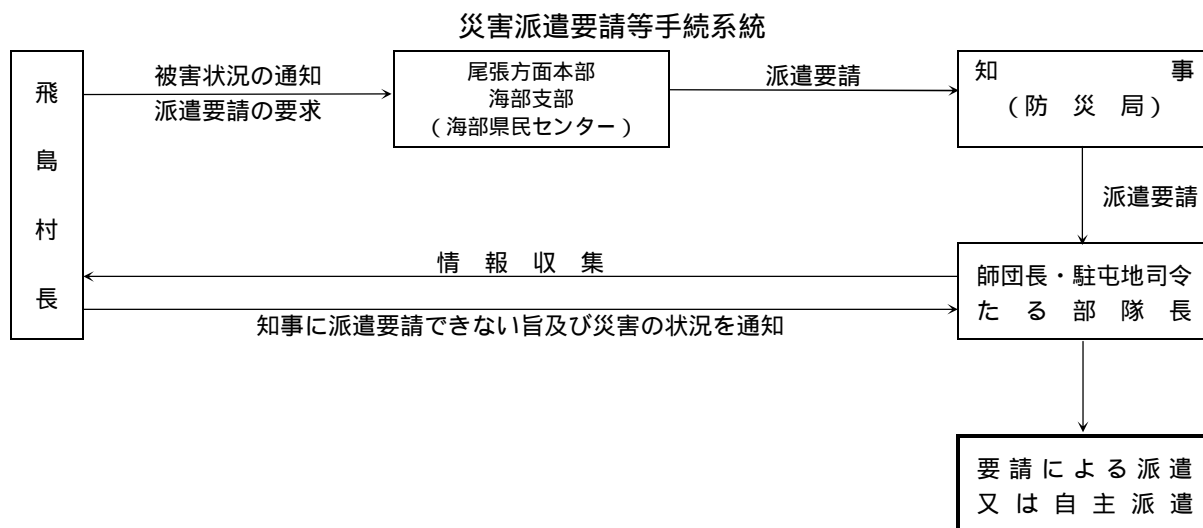 災害派遣要請等手続系統
飛島村長
被害状況の通知
派遣要請の要求
尾張方面本部
海部支部
(海部県民センター)
派遣要請
知事
(防災局)
派遣要請
情報収集
知事に派遣要請できない旨及び災害の状況を通知
師団長・駐屯地司令
たる部隊長
要請による派遣
又は自主派遣